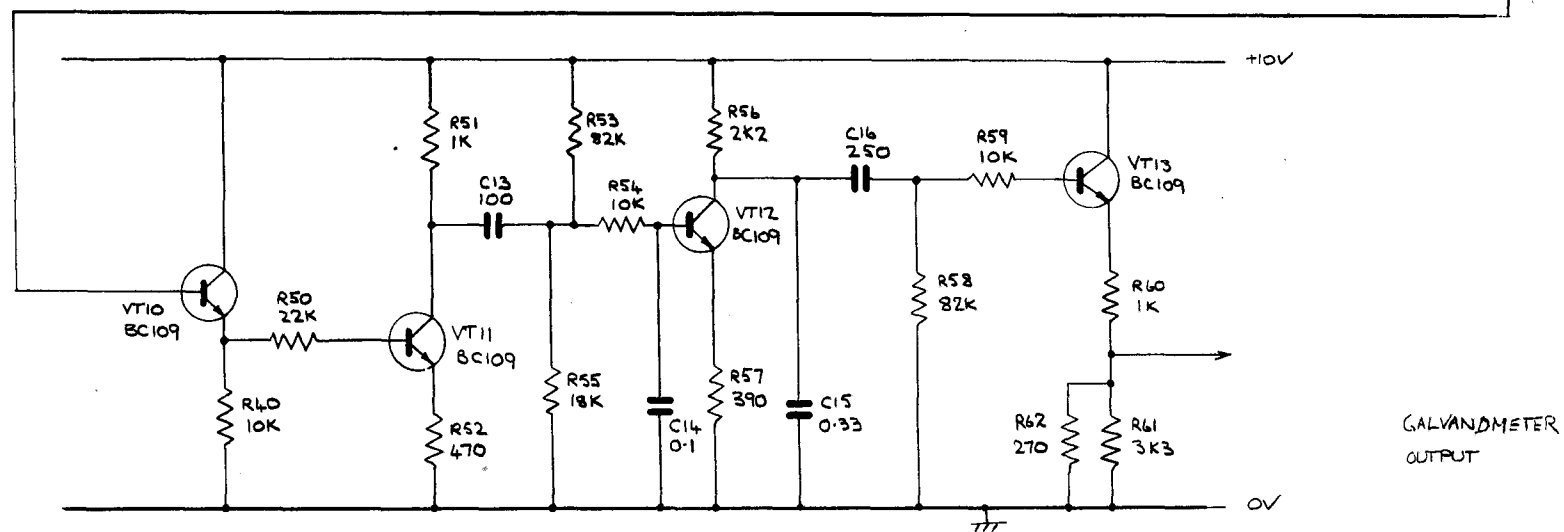 +10V
R51
1K
R53
82K
R56
2K2
C16
250
R59
10K
VT13
BC109
C13
100
R54
10K
VT12
BC109
VT10
BC109
R50
22K
VT11
BC109
R58
82K
R60
1K
R40
10K
R52
470
R55
18K
C14
0.1
R57
390
C15
0.33
R62
270
R61
3K3
GALVANOMETER
OUTPUT
0V